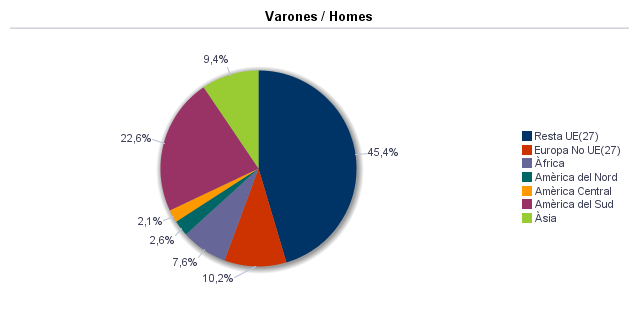 Varones / Homes
9,4%
22,6%
45,4%
2,1%
2,6%
7,6%
10,2%
Resta UE(27)
Europa No UE(27)
Àfrica
Amèrica del Nord
Amèrica Central
Amèrica del Sud
Àsia